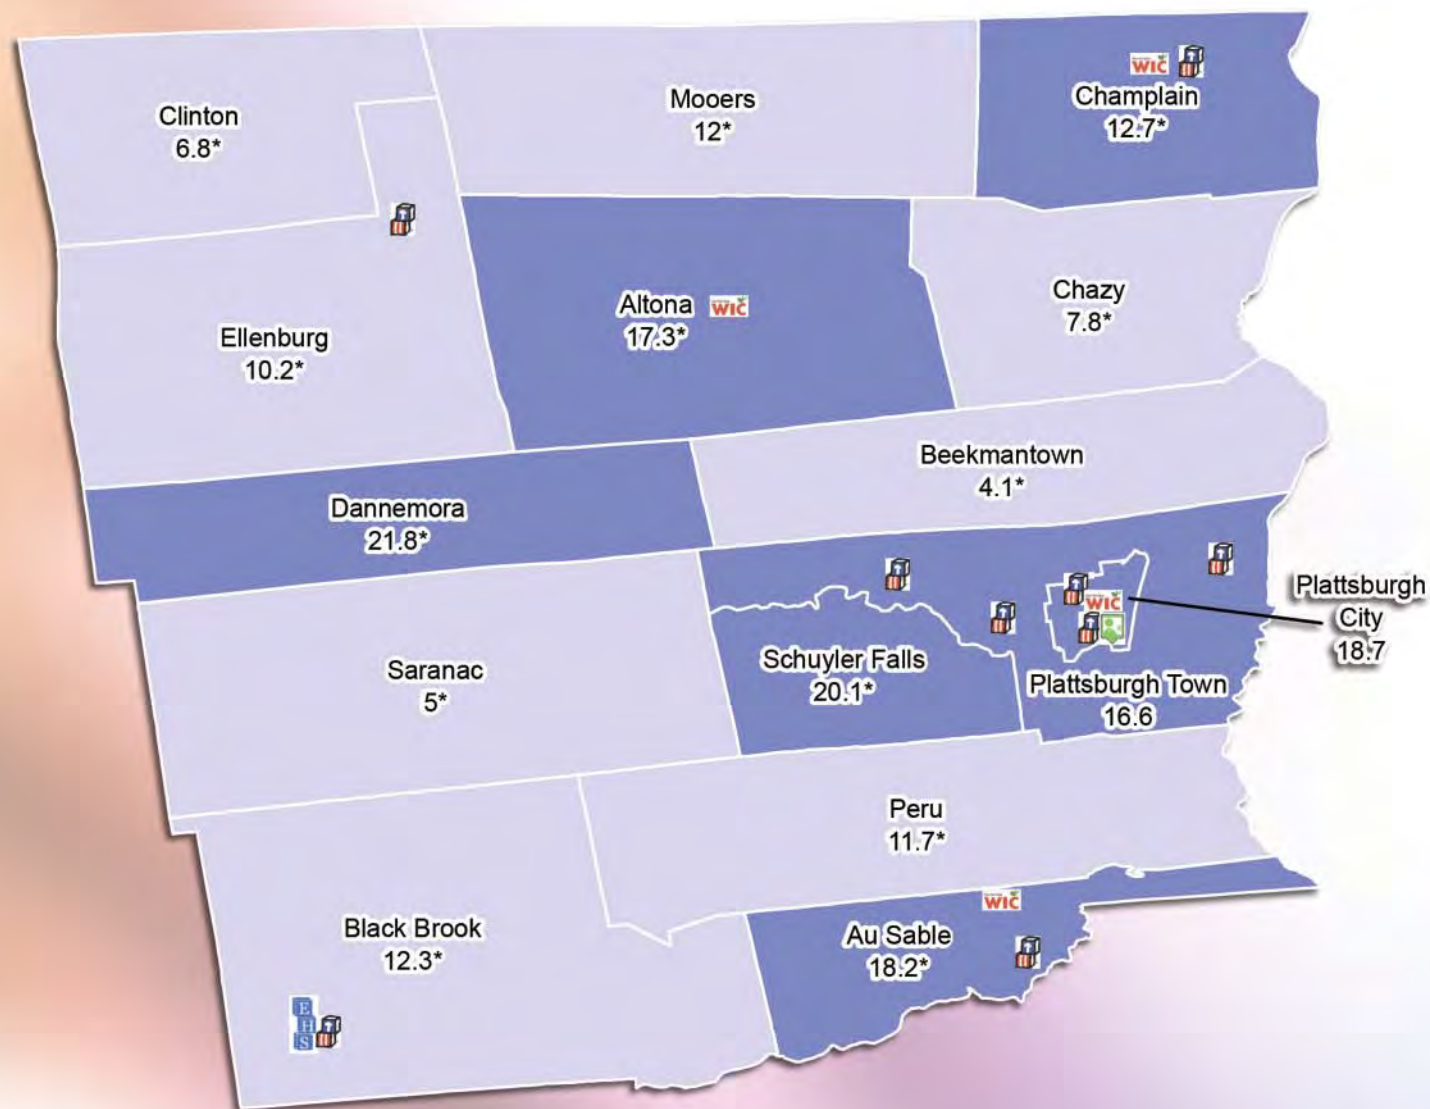 Clinton
6.8*
Mooers
12*
WIC
Champlain
12.7*
Ellenburg
10.2*
Altona WIC
17.3*
Chazy
7.8*
Beekmantown
4.1*
Dannemora
21.8*
Plattsburgh
City
18.7
WIC
Saranac
5*
Schuyler Falls
20.1*
Plattsburgh Town
16.6
Peru
11.7*
WIC
Black Brook
12.3*
Au Sable
18.2*
E
H
S